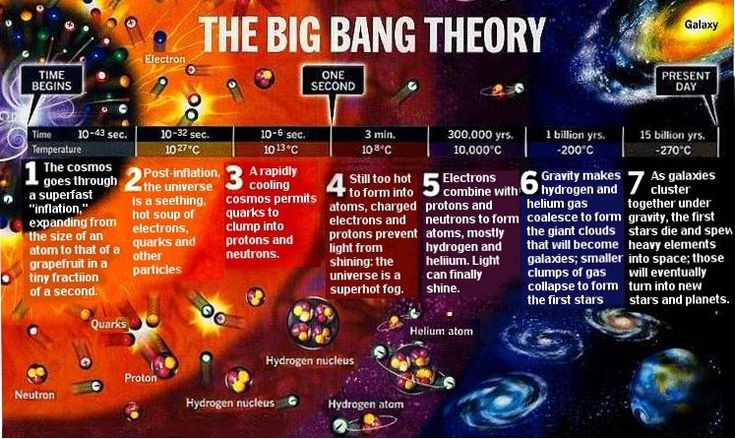 THE BIG BANG THEORY
Galaxy
Electron
TIME
BEGINS
ONE
SECOND
PRESENT
DAY
Time 10-43 sec. 10-32 sec. 10-6 sec. 3 min. 300,000 yrs. 1 billion yrs. 15 billion yrs.
Temperature 10 27°C 10 13°C 10 8°C 10,000°C -200°C -270°C
1 The cosmos
goes through
a superfast
"inflation,"
expanding from
the size of an
atom to that of a
grapefruit in a
tiny fractiion
of a second.
2 Post-inflation,
the universe
is a seething,
hot soup of
electrons,
quarks and
other
particles
3 A rapidly
cooling
cosmos permits
quarks to
clump into
protons and
neutrons.
4 Still too hot
to form into
atoms, charged
electrons and
protons prevent
light from
shining: the
universe is a
superhot fog.
5 Electrons
combine with
protons and
neutrons to form
atoms, mostly
hydrogen and
heliium. Light
can finally
shine.
6 Gravity makes
hydrogen and
helium gas
coalesce to form
the giant clouds
that will become
galaxies; smaller
clumps of gas
collapse to form
the first stars
7 As galaxies
cluster
together under
gravity, the first
stars die and spew
heavy elements
into space; those
will eventually
turn into new
stars and planets.
Quarks
Neutron
Proton
Hydrogen nucleus
Hydrogen nucleus
Helium atom
Hydrogen atom